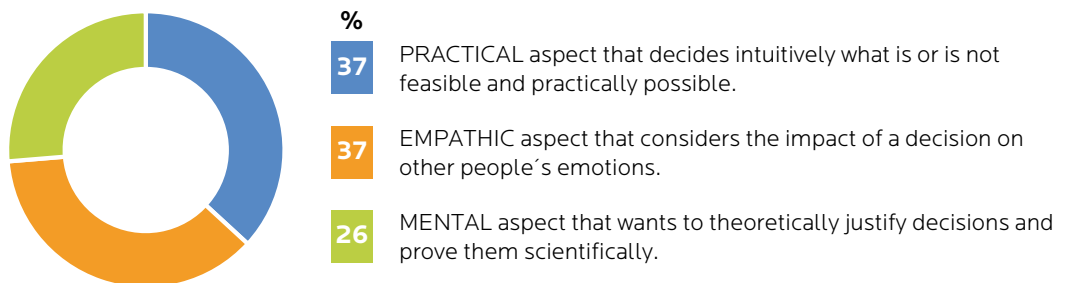 %
37
PRACTICAL aspect that decides intuitively what is or is not
feasible and practically possible.
37
EMPATHIC aspect that considers the impact of a decision on
other people´s emotions.
26
MENTAL aspect that wants to theoretically justify decisions and
prove them scientifically.